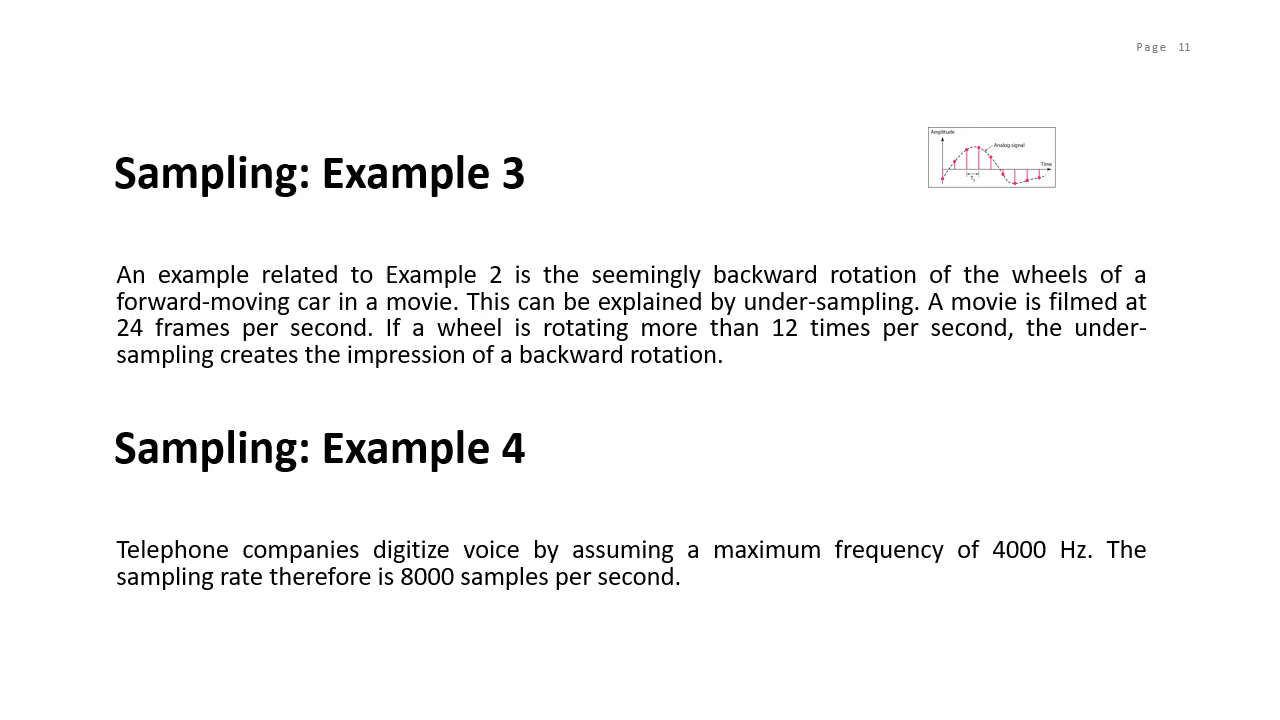 Page 11
Sampling: Example 3
Amplitude
Analog signal
Time
Ts
An example related to Example 2 is the seemingly backward rotation of the wheels of a
forward-moving car in a movie. This can be explained by under-sampling. A movie is filmed at
24 frames per second. If a wheel is rotating more than 12 times per second, the under-
sampling creates the impression of a backward rotation.
Sampling: Example 4
Telephone companies digitize voice by assuming a maximum frequency of 4000 Hz. The
sampling rate therefore is 8000 samples per second.